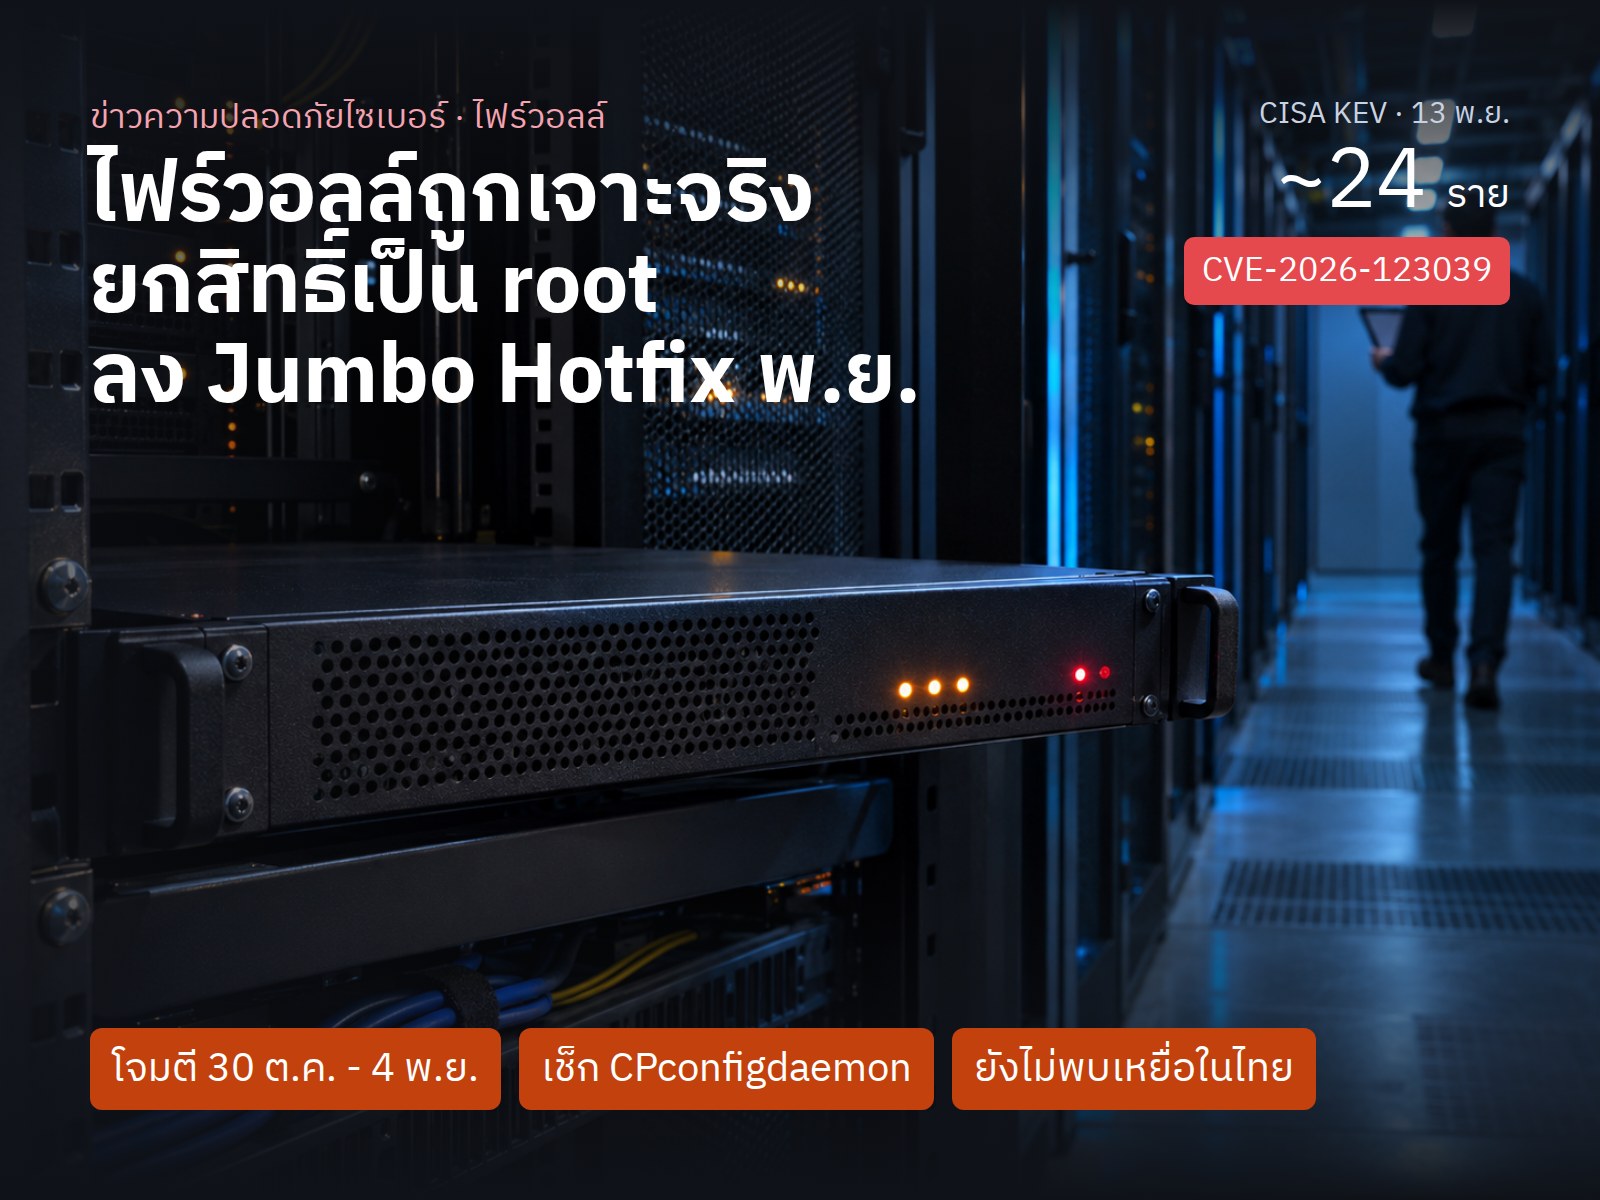 ข่าวความปลอดภัยไซเบอร์ · ไฟร์วอลล์
ไฟร์วอลล์ถูกเจาะจริง
ยกสิทธิ์เป็น root
ลง Jumbo Hotfix พ.ย.
CISA KEV · 13 พ.ย.
~24 ราย
CVE-2026-123039
โจมตี 30 ต.ค. - 4 พ.ย.
เช็ก CPconfigdaemon
ยังไม่พบเหยื่อในไทย